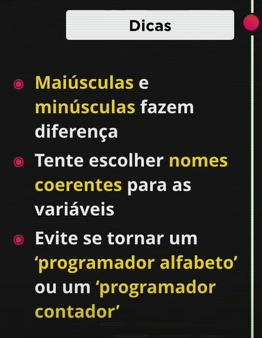 Dicas
Maiúsculas e
minúsculas fazem
diferença
Tente escolher nomes
coerentes para as
variáveis
Evite se tornar um
‘programador alfabeto’
ou um ‘programador
contador’